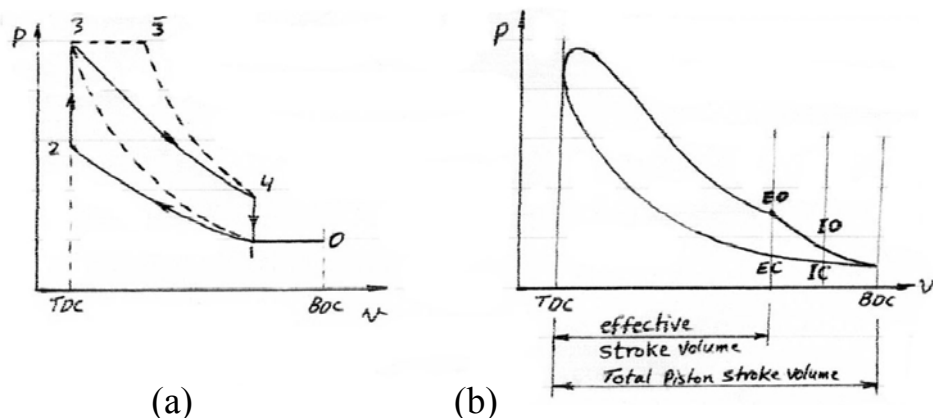 P
3
3̄
2
4
1
0
TDC
BDC
v
(a)
P
EO
IO
EC
IC
TDC
BDC
v
effective
stroke volume
Total Piston stroke volume
(b)